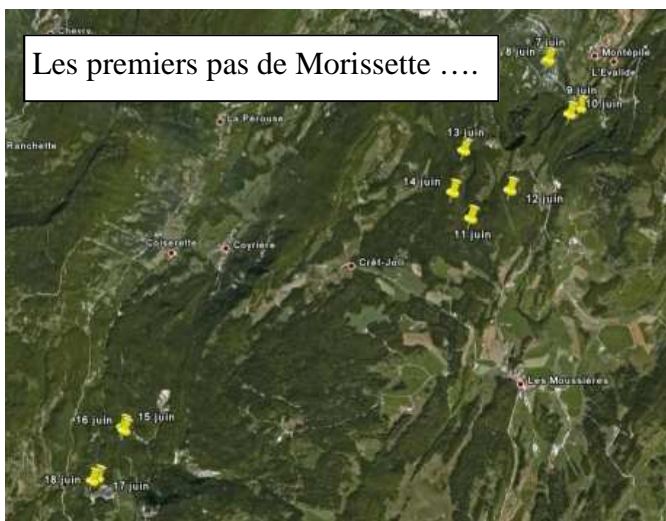 Chevry
Les premiers pas de Morissette ….
7 juin
8 juin
Montépile
L'Evalide
9 juin
10 juin
La Pérouse
Ranchette
13 juin
14 juin
12 juin
11 juin
Coiserette
Coyrière
Crêt-Joli
Les Moussières
16 juin
15 juin
18 juin
17 juin